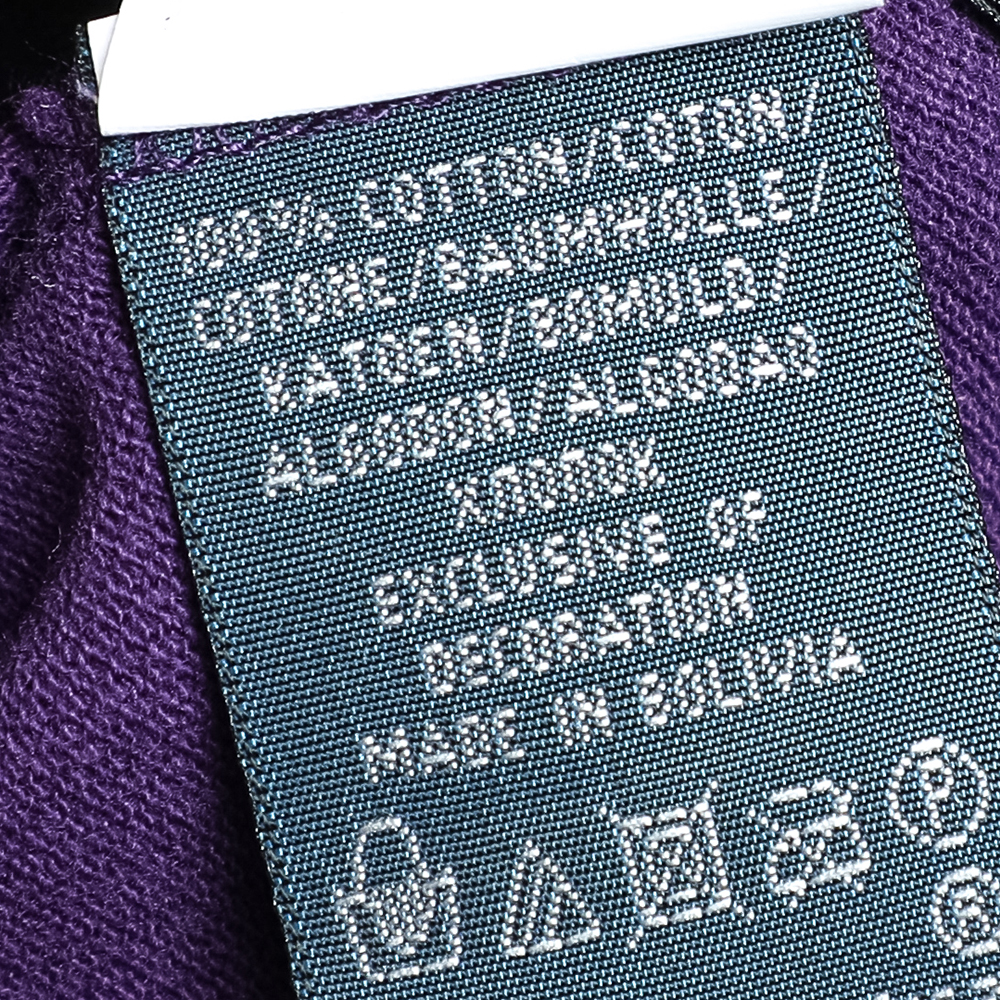 100% COTTON/COTON/
COTONE/BAUMWOLLE/
KATOEN/BOMULD/
ALGODON/ALGODAO
EXCLUSIVE OF
DECORATION
MADE IN BOLIVIA
P